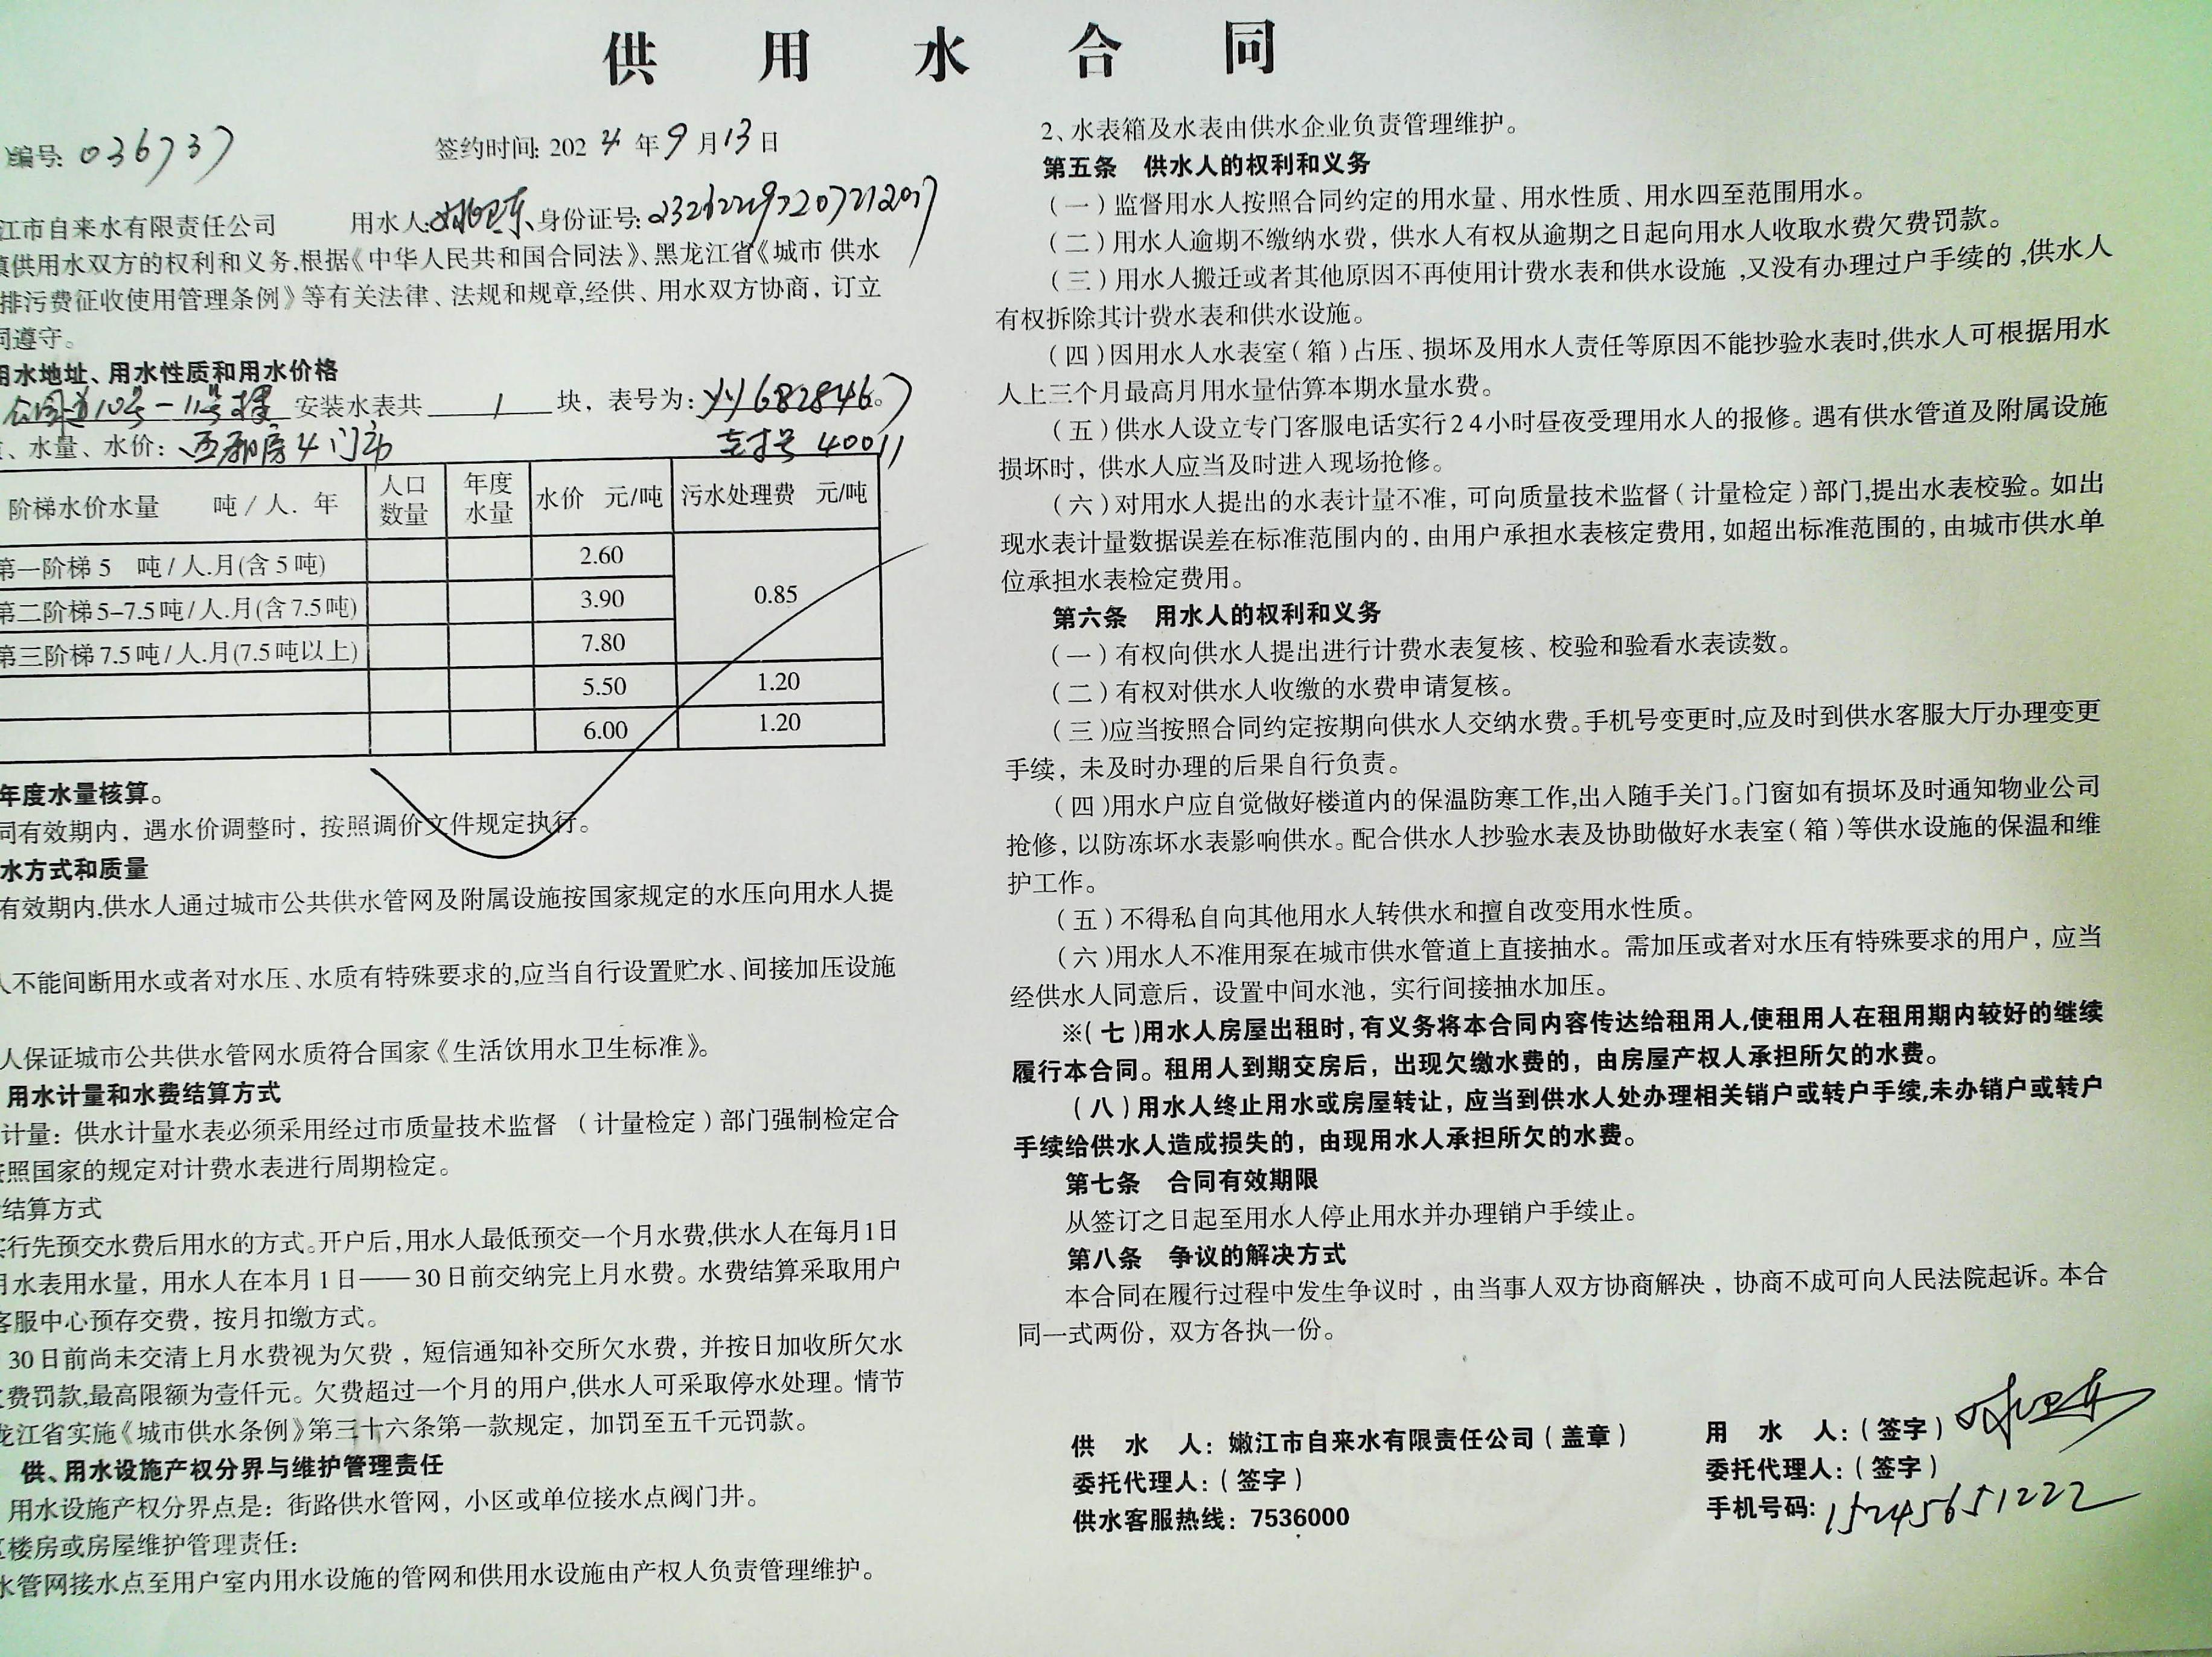 供用水合同
编号: 036737
签约时间: 2024年9月13日
江市自来水有限责任公司 用水人: 姚卫东 身份证号:
供用水双方的权利和义务,根据《中华人民共和国合同法》、黑龙江省《城市 供水
排污费征收使用管理条例》等有关法律、法规和规章,经供、用水双方协商，订立
同遵守。
用水地址、用水性质和用水价格
10号-11号楼 安装水表共 1 块，表号为:
、水量、水价: 西厢房4门市 卡号 40011
阶梯水价水量 吨/人.年 人口数量 年度水量 水价 元/吨 污水处理费 元/吨
第一阶梯 5 吨/人.月(含 5 吨) 2.60 0.85
第二阶梯 5-7.5 吨/人.月(含 7.5 吨) 3.90
第三阶梯 7.5 吨/人.月(7.5 吨以上) 7.80
5.50 1.20
6.00 1.20
年度水量核算。
同有效期内，遇水价调整时，按照调价文件规定执行。
水方式和质量
有效期内,供水人通过城市公共供水管网及附属设施按国家规定的水压向用水人提
人不能间断用水或者对水压、水质有特殊要求的,应当自行设置贮水、间接加压设施
人保证城市公共供水管网水质符合国家《生活饮用水卫生标准》。
用水计量和水费结算方式
计量：供水计量水表必须采用经过市质量技术监督 （计量检定）部门强制检定合
按照国家的规定对计费水表进行周期检定。
结算方式
实行先预交水费后用水的方式。开户后,用水人最低预交一个月水费,供水人在每月1日
月水表用水量，用水人在本月 1 日——30 日前交纳完上月水费。水费结算采取用户
客服中心预存交费，按月扣缴方式。
30 日前尚未交清上月水费视为欠费，短信通知补交所欠水费，并按日加收所欠水
欠费罚款,最高限额为壹仟元。欠费超过一个月的用户,供水人可采取停水处理。情节
龙江省实施《城市供水条例》第三十六条第一款规定，加罚至五千元罚款。
供、用水设施产权分界与维护管理责任
用水设施产权分界点是：街路供水管网，小区或单位接水点阀门井。
区楼房或房屋维护管理责任：
水管网接水点至用户室内用水设施的管网和供用水设施由产权人负责管理维护。
2、水表箱及水表由供水企业负责管理维护。
第五条 供水人的权利和义务
（一）监督用水人按照合同约定的用水量、用水性质、用水四至范围用水。
（二）用水人逾期不缴纳水费，供水人有权从逾期之日起向用水人收取水费欠费罚款。
（三）用水人搬迁或者其他原因不再使用计费水表和供水设施，又没有办理过户手续的,供水人
有权拆除其计费水表和供水设施。
（四）因用水人水表室（箱）占压、损坏及用水人责任等原因不能抄验水表时,供水人可根据用水
人上三个月最高月用水量估算本期水量水费。
（五）供水人设立专门客服电话实行24小时昼夜受理用水人的报修。遇有供水管道及附属设施
损坏时，供水人应当及时进入现场抢修。
（六）对用水人提出的水表计量不准，可向质量技术监督（计量检定）部门,提出水表校验。如出
现水表计量数据误差在标准范围内的，由用户承担水表核定费用，如超出标准范围的，由城市供水单
位承担水表检定费用。
第六条 用水人的权利和义务
（一）有权向供水人提出进行计费水表复核、校验和验看水表读数。
（二）有权对供水人收缴的水费申请复核。
（三）应当按照合同约定按期向供水人交纳水费。手机号变更时,应及时到供水客服大厅办理变更
手续，未及时办理的后果自行负责。
（四）用水户应自觉做好楼道内的保温防寒工作,出入随手关门。门窗如有损坏及时通知物业公司
抢修，以防冻坏水表影响供水。配合供水人抄验水表及协助做好水表室（箱）等供水设施的保温和维
护工作。
（五）不得私自向其他用水人转供水和擅自改变用水性质。
（六）用水人不准用泵在城市供水管道上直接抽水。需加压或者对水压有特殊要求的用户，应当
经供水人同意后，设置中间水池，实行间接抽水加压。
※（七）用水人房屋出租时，有义务将本合同内容传达给租用人,使租用人在租用期内较好的继续
履行本合同。租用人到期交房后，出现欠缴水费的，由房屋产权人承担所欠的水费。
（八）用水人终止用水或房屋转让，应当到供水人处办理相关销户或转户手续,未办销户或转户
手续给供水人造成损失的，由现用水人承担所欠的水费。
第七条 合同有效期限
从签订之日起至用水人停止用水并办理销户手续止。
第八条 争议的解决方式
本合同在履行过程中发生争议时，由当事人双方协商解决，协商不成可向人民法院起诉。本合
同一式两份，双方各执一份。
供水人：嫩江市自来水有限责任公司（盖章）
委托代理人：（签字）
供水客服热线：7536000
用水人：（签字）姚卫东
委托代理人：（签字）
手机号码: 15245651222